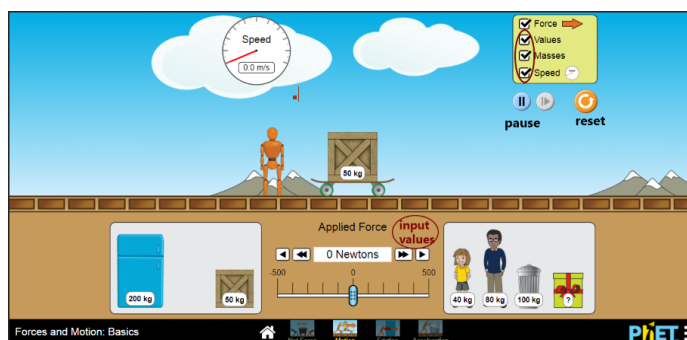 Speed
0.0 m/s
Force
Values
Masses
Speed
pause
reset
50 kg
Applied Force
input
values
0 Newtons
-500
0
500
200 kg
50 kg
40 kg
80 kg
100 kg
?
Forces and Motion: Basics
Motion
Friction
Acceleration
PhET